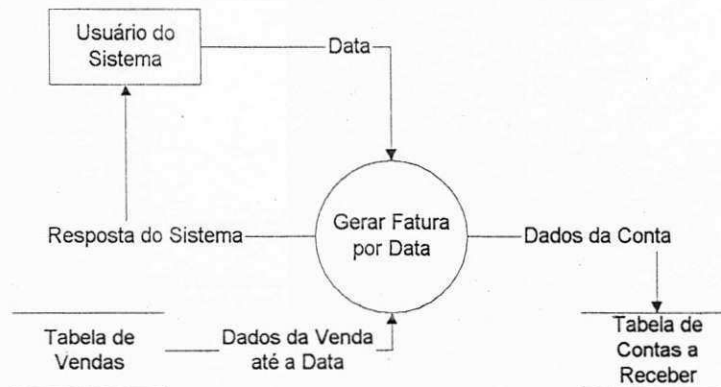 Usuário do
Sistema
Data
Gerar Fatura
por Data
Resposta do Sistema
Dados da Conta
Tabela de
Vendas
Dados da Venda
até a Data
Tabela de
Contas a
Receber